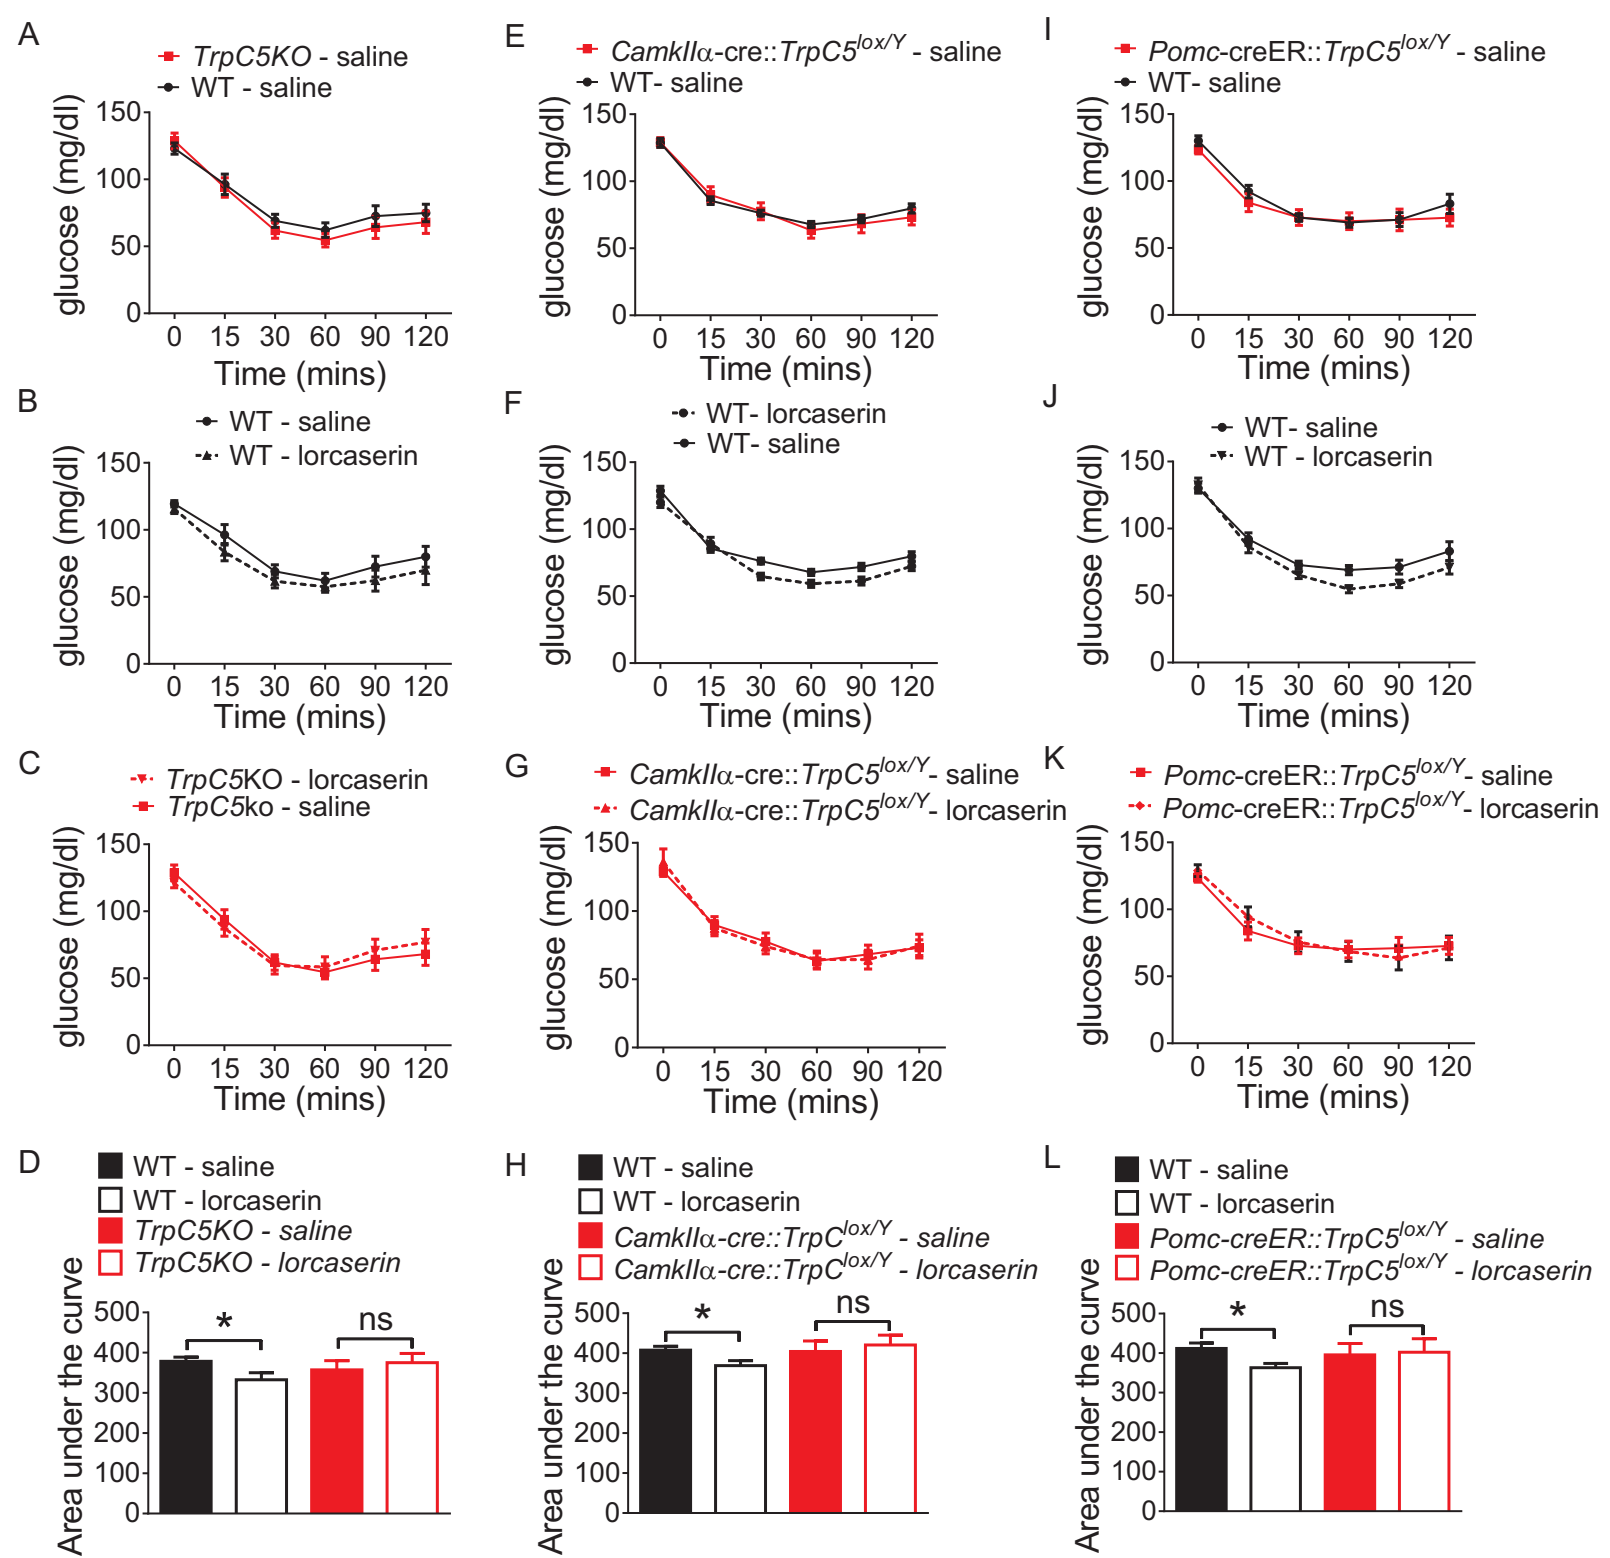 A
TrpC5KO - saline
WT - saline
glucose (mg/dl)
150
100
50
0
0 15 30 60 90 120
Time (mins)
E
CamkIIα-cre::TrpC5lox/Y - saline
WT- saline
glucose (mg/dl)
150
100
50
0
0 15 30 60 90 120
Time (mins)
I
Pomc-creER::TrpC5lox/Y - saline
WT- saline
glucose (mg/dl)
150
100
50
0
0 15 30 60 90 120
Time (mins)
B
WT - saline
WT - lorcaserin
glucose (mg/dl)
150
100
50
0
0 15 30 60 90 120
Time (mins)
F
WT- lorcaserin
WT- saline
glucose (mg/dl)
150
100
50
0
0 15 30 60 90 120
Time (mins)
J
WT- saline
WT - lorcaserin
glucose (mg/dl)
150
100
50
0
0 15 30 60 90 120
Time (mins)
C
TrpC5KO - lorcaserin
TrpC5ko - saline
glucose (mg/dl)
150
100
50
0
0 15 30 60 90 120
Time (mins)
G
CamkIIα-cre::TrpC5lox/Y- saline
CamkIIα-cre::TrpC5lox/Y- lorcaserin
glucose (mg/dl)
150
100
50
0
0 15 30 60 90 120
Time (mins)
K
Pomc-creER::TrpC5lox/Y- saline
Pomc-creER::TrpC5lox/Y- lorcaserin
glucose (mg/dl)
150
100
50
0
0 15 30 60 90 120
Time (mins)
D
WT - saline
WT - lorcaserin
TrpC5KO - saline
TrpC5KO - lorcaserin
Area under the curve
500
400
300
200
100
0
*
ns
H
WT - saline
WT - lorcaserin
CamkIIα-cre::TrpClox/Y - saline
CamkIIα-cre::TrpClox/Y - lorcaserin
Area under the curve
500
400
300
200
100
0
*
ns
L
WT - saline
WT - lorcaserin
Pomc-creER::TrpC5lox/Y - saline
Pomc-creER::TrpC5lox/Y - lorcaserin
Area under the curve
500
400
300
200
100
0
*
ns